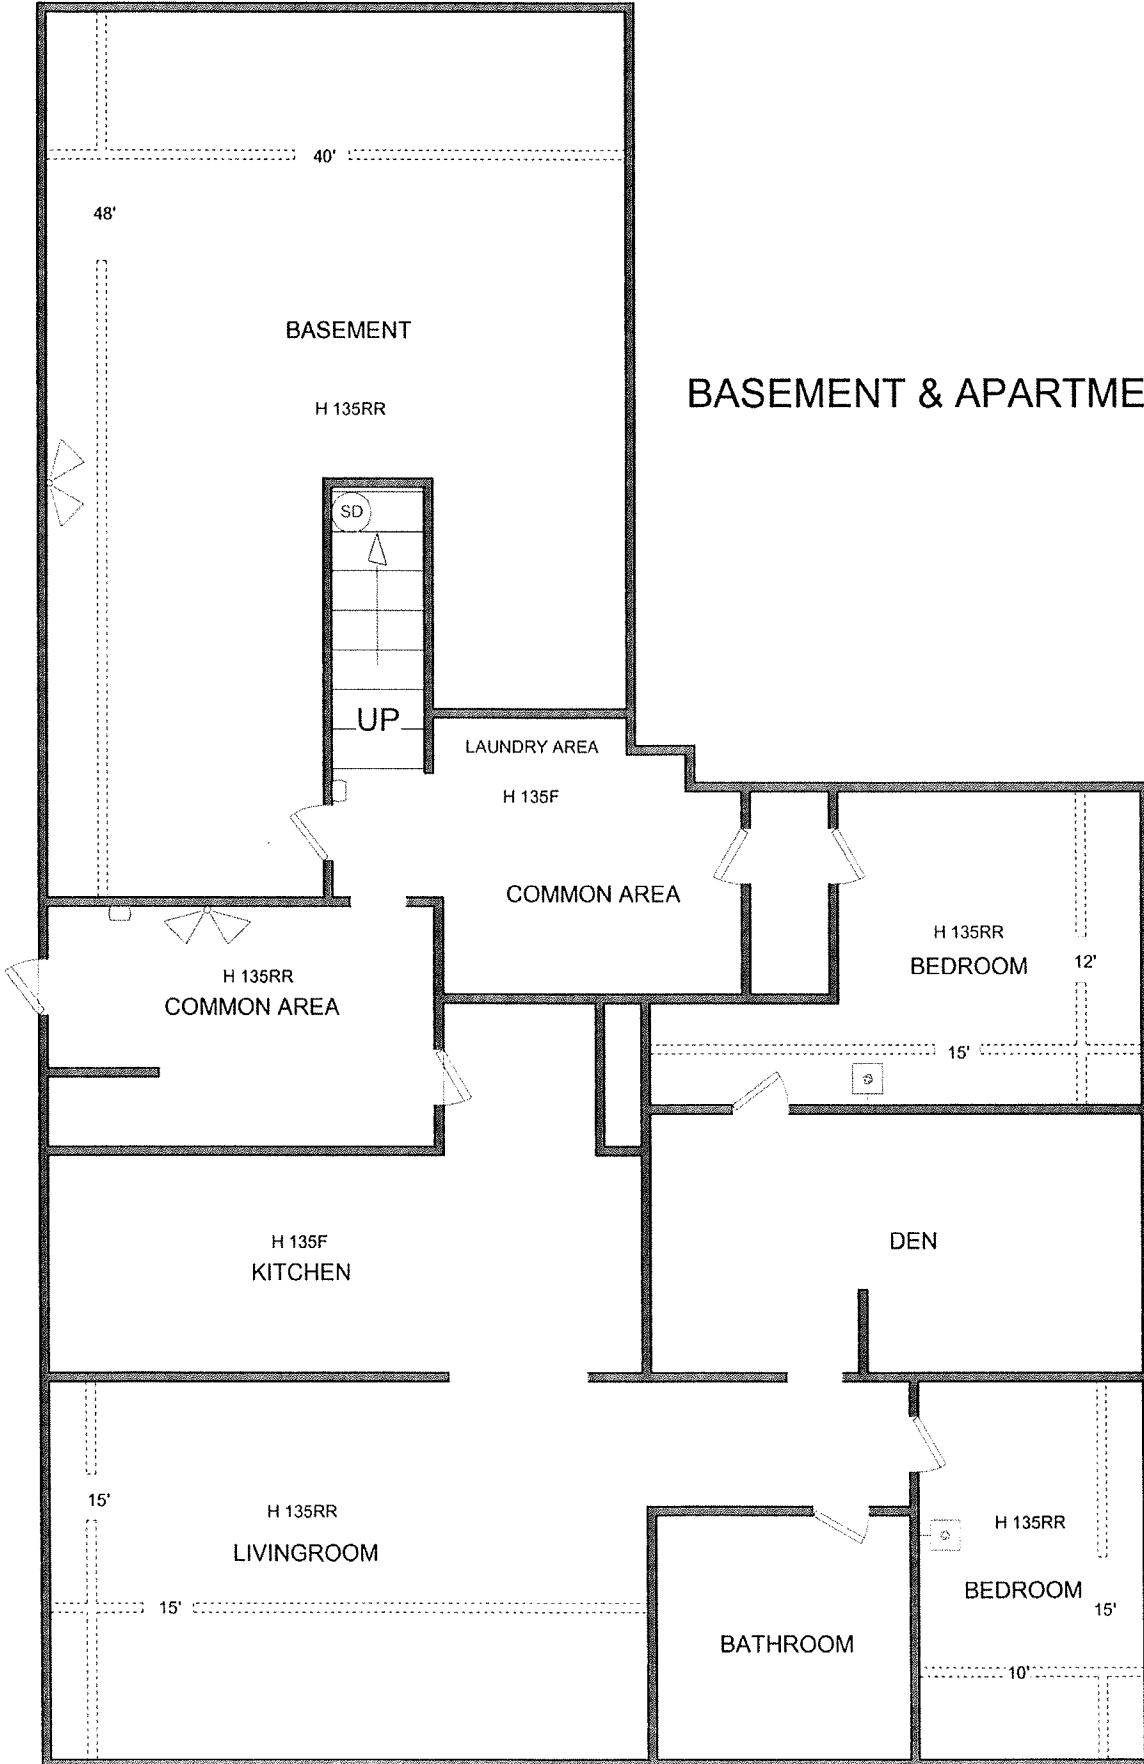 40'
48'
BASEMENT
H 135RR
BASEMENT & APARTME
SD
UP
LAUNDRY AREA
H 135F
COMMON AREA
H 135RR
BEDROOM
12'
15'
H 135RR
COMMON AREA
H 135F
KITCHEN
DEN
15'
H 135RR
LIVINGROOM
15'
BATHROOM
H 135RR
BEDROOM
15'
10'